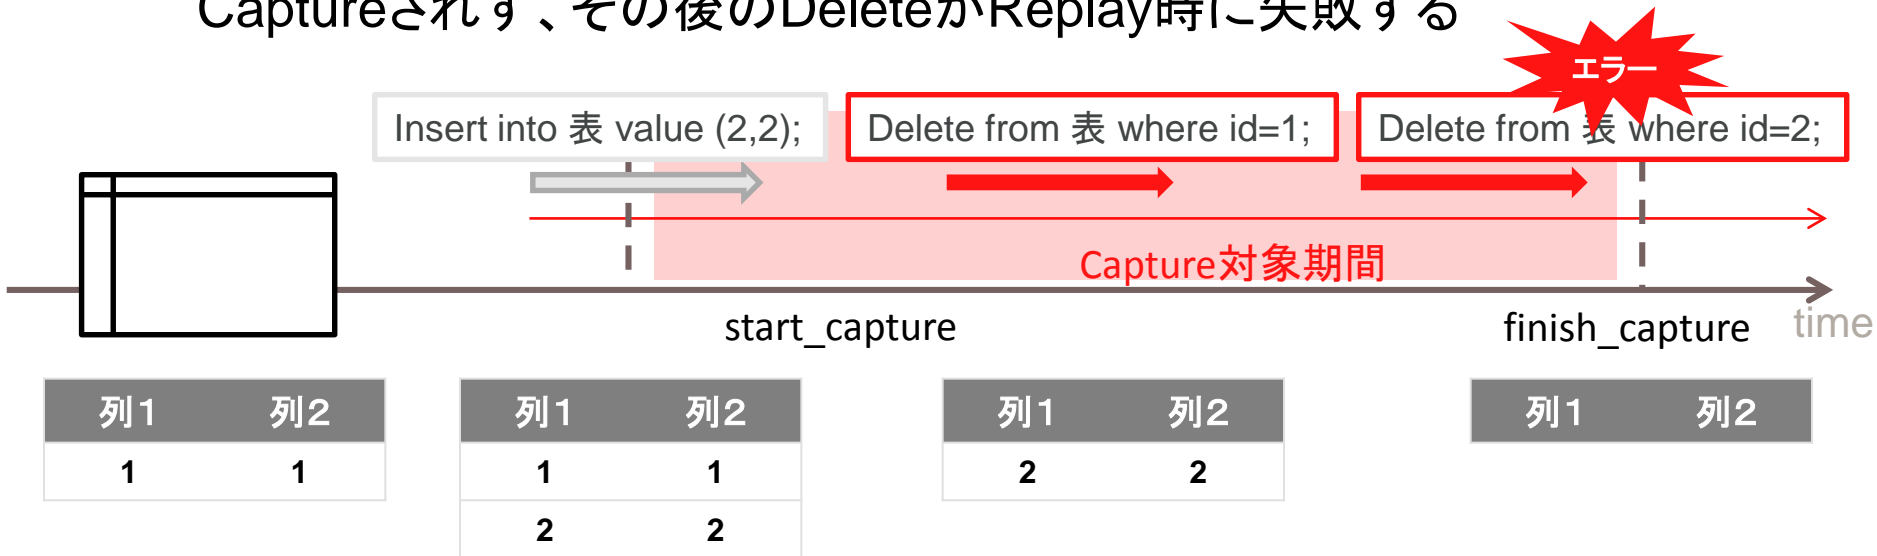 Captureされず、その後のDeleteがReplay時に失敗する
エラー
Insert into 表 value (2,2);
Delete from 表 where id=1;
Delete from 表 where id=2;
Capture対象期間
start_capture
finish_capture
time
列1 列2
1 1
列1 列2
1 1
2 2
列1 列2
2 2
列1 列2